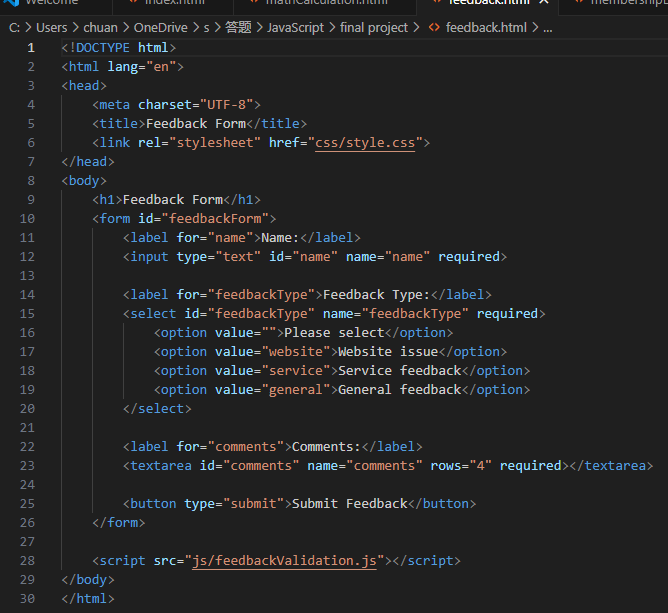 Welcome index.html mathCalculation.html feedback.html
C: > Users > chuan > OneDrive > s > 答题 > JavaScript > final project > <> feedback.html > ...
1 <!DOCTYPE html>
2 <html lang="en">
3 <head>
4     <meta charset="UTF-8">
5     <title>Feedback Form</title>
6     <link rel="stylesheet" href="css/style.css">
7 </head>
8 <body>
9     <h1>Feedback Form</h1>
10     <form id="feedbackForm">
11         <label for="name">Name:</label>
12         <input type="text" id="name" name="name" required>
13
14         <label for="feedbackType">Feedback Type:</label>
15         <select id="feedbackType" name="feedbackType" required>
16             <option value="">Please select</option>
17             <option value="website">Website issue</option>
18             <option value="service">Service feedback</option>
19             <option value="general">General feedback</option>
20         </select>
21
22         <label for="comments">Comments:</label>
23         <textarea id="comments" name="comments" rows="4" required></textarea>
24
25         <button type="submit">Submit Feedback</button>
26     </form>
27
28     <script src="js/feedbackValidation.js"></script>
29 </body>
30 </html>